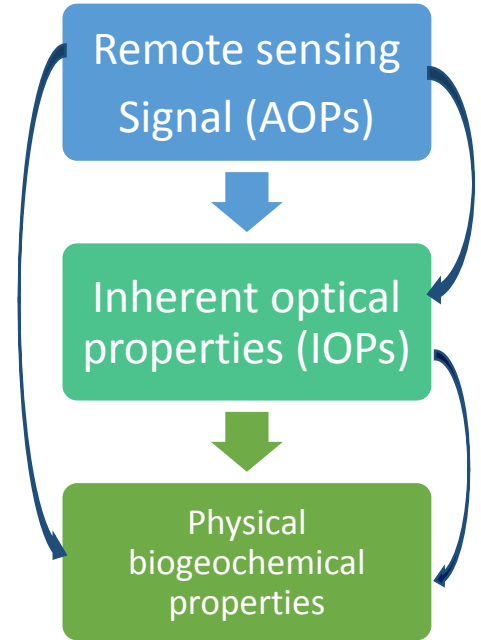 Remote sensing
Signal (AOPs)
Inherent optical
properties (IOPs)
Physical
biogeochemical
properties